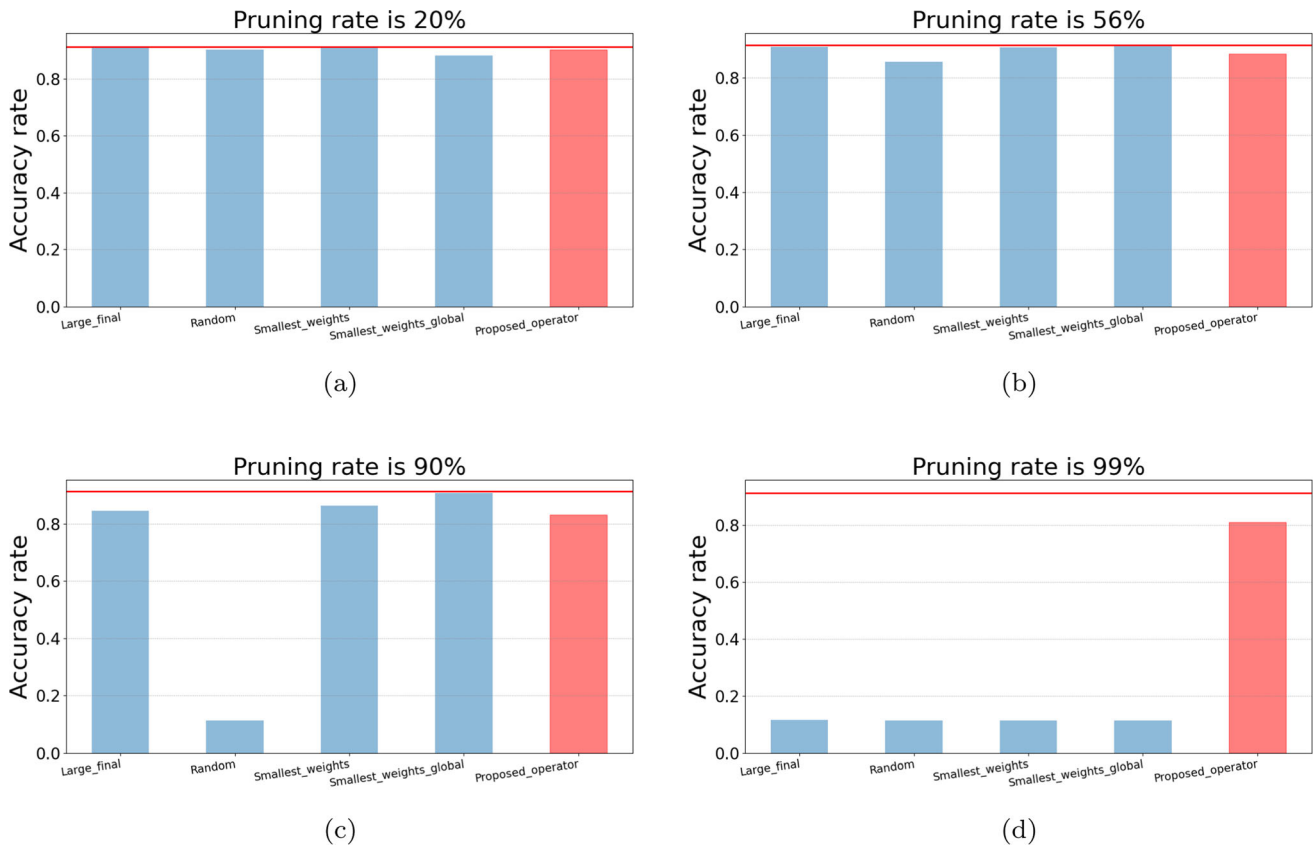 Pruning rate is 20%
Accuracy rate
0.8
0.6
0.4
0.2
0.0
Large_final
Random
Smallest_weights
Smallest_weights_global
Proposed_operator
(a)
Pruning rate is 56%
Accuracy rate
0.8
0.6
0.4
0.2
0.0
Large_final
Random
Smallest_weights
Smallest_weights_global
Proposed_operator
(b)
Pruning rate is 90%
Accuracy rate
0.8
0.6
0.4
0.2
0.0
Large_final
Random
Smallest_weights
Smallest_weights_global
Proposed_operator
(c)
Pruning rate is 99%
Accuracy rate
0.8
0.6
0.4
0.2
0.0
Large_final
Random
Smallest_weights
Smallest_weights_global
Proposed_operator
(d)